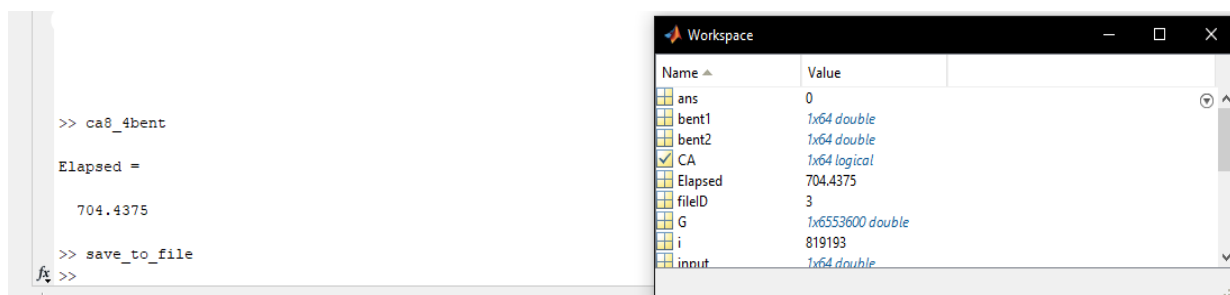 >> ca8_4bent
Elapsed =
704.4375
>> save_to_file
fx >>
Workspace
Name Value
ans 0
bent1 1x64 double
bent2 1x64 double
CA 1x64 logical
Elapsed 704.4375
fileID 3
G 1x6553600 double
i 819193
input 1x64 double